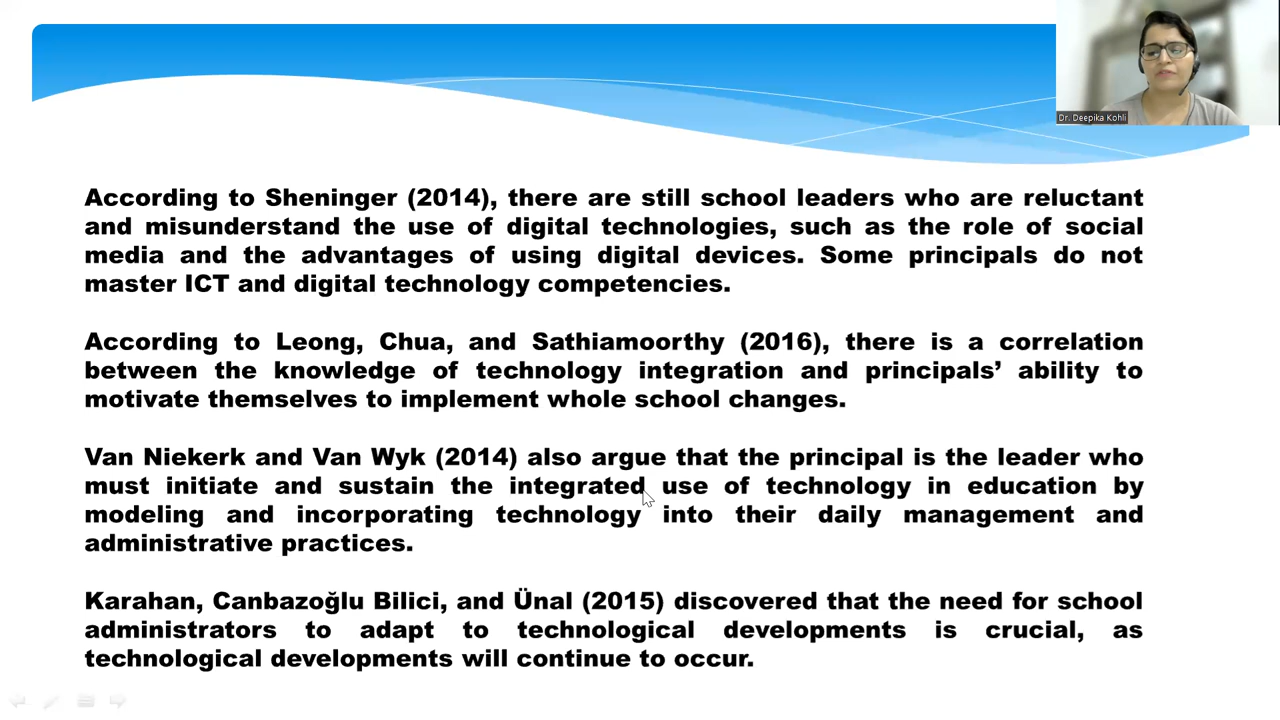 Dr. Deepika Kohli
According to Sheninger (2014), there are still school leaders who are reluctant
and misunderstand the use of digital technologies, such as the role of social
media and the advantages of using digital devices. Some principals do not
master ICT and digital technology competencies.
According to Leong, Chua, and Sathiamoorthy (2016), there is a correlation
between the knowledge of technology integration and principals’ ability to
motivate themselves to implement whole school changes.
Van Niekerk and Van Wyk (2014) also argue that the principal is the leader who
must initiate and sustain the integrated use of technology in education by
modeling and incorporating technology into their daily management and
administrative practices.
Karahan, Canbazoğlu Bilici, and Ünal (2015) discovered that the need for school
administrators to adapt to technological developments is crucial, as
technological developments will continue to occur.